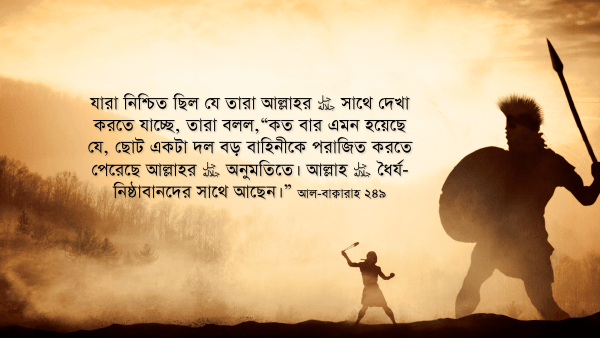 যারা নিশ্চিত ছিল যে তারা আল্লাহর ﷻ সাথে দেখা
করতে যাচ্ছে, তারা বলল,“কত বার এমন হয়েছে
যে, ছোট একটা দল বড় বাহিনীকে পরাজিত করতে
পেরেছে আল্লাহর ﷻ অনুমতিতে। আল্লাহ ﷻ ধৈর্য-
নিষ্ঠাবানদের সাথে আছেন।” আল-বাক্বারাহ ২৪৯